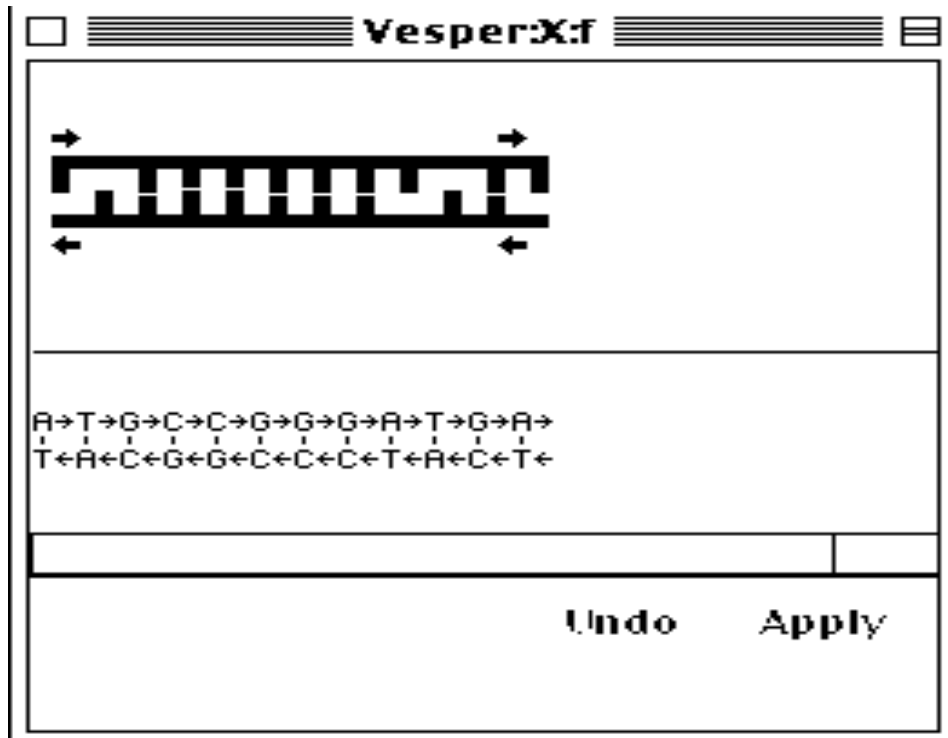 Vesper:X:f
A→T→G→C→C→G→G→G→A→T→G→A→
T←A←C←G←G←C←C←C←T←A←C←T←
Undo Apply